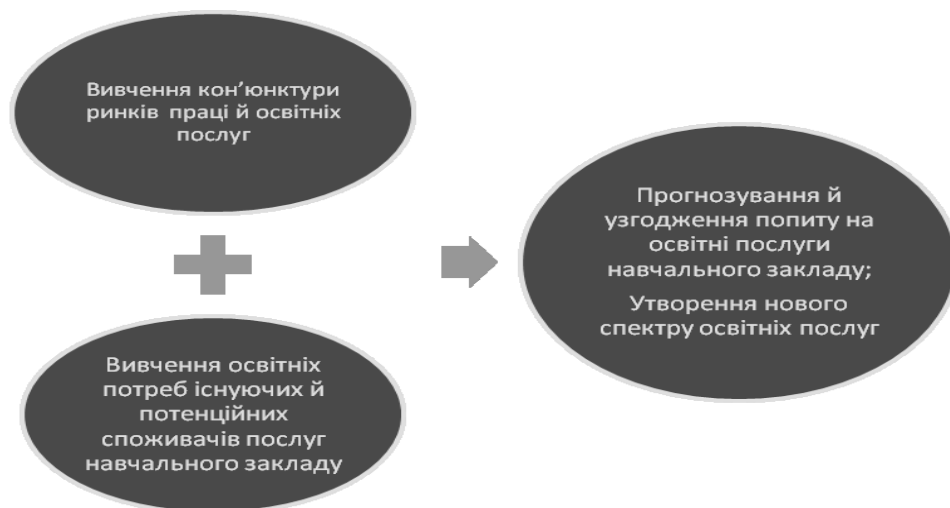 Вивчення кон’юнктури
ринків праці й освітніх
послуг
Вивчення освітніх
потреб існуючих й
потенційних
споживачів послуг
навчального закладу
Прогнозування й
узгодження попиту на
освітні послуги
навчального закладу;
Утворення нового
спектру освітніх послуг